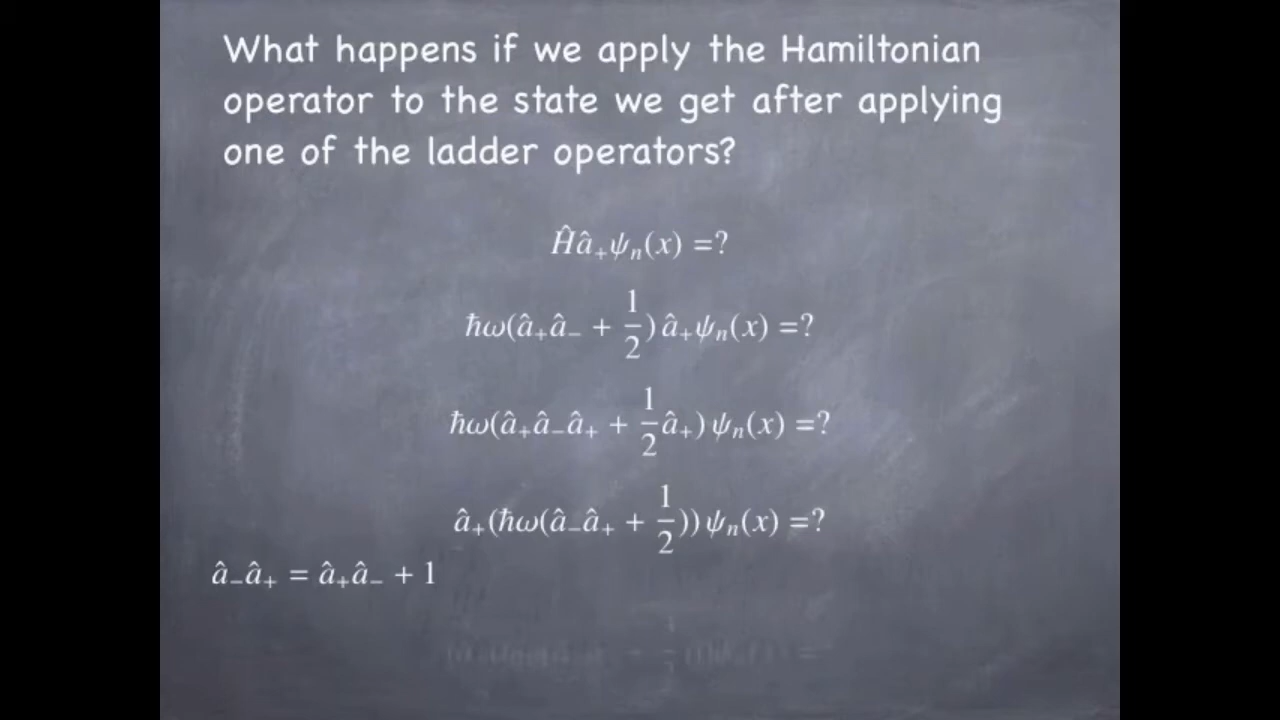 What happens if we apply the Hamiltonian
operator to the state we get after applying
one of the ladder operators?
Ĥâ₊ψₙ(x) =?
ħω(â₊â₋ + 1/2) â₊ψₙ(x) =?
ħω(â₊â₋â₊ + 1/2 â₊) ψₙ(x) =?
â₊(ħω(â₋â₊ + 1/2)) ψₙ(x) =?
â₋â₊ = â₊â₋ + 1